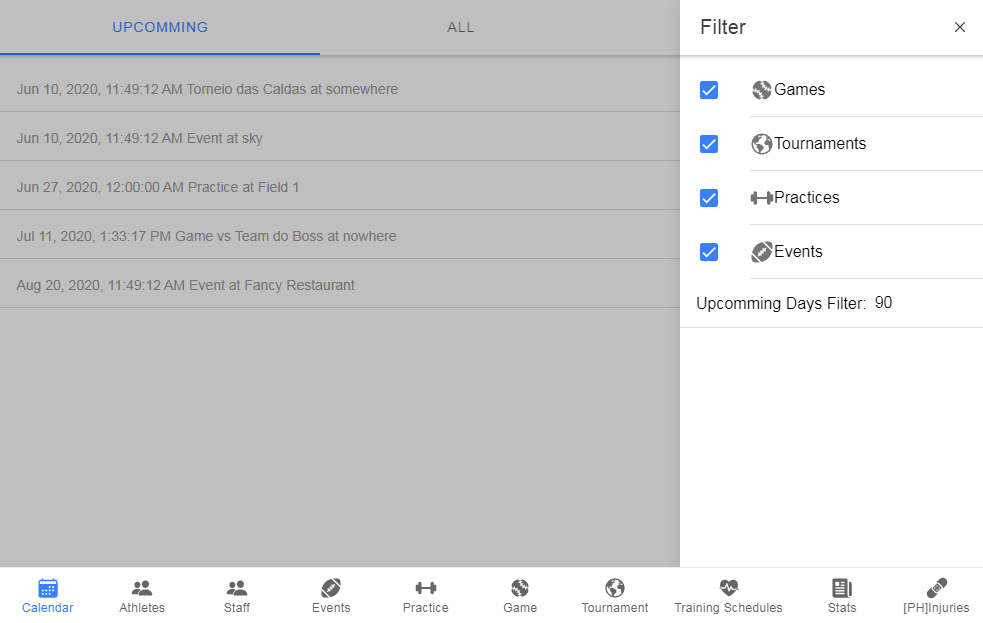 UPCOMMING
ALL
Filter
Jun 10, 2020, 11:49:12 AM Torneio das Caldas at somewhere
Jun 10, 2020, 11:49:12 AM Event at sky
Jun 27, 2020, 12:00:00 AM Practice at Field 1
Jul 11, 2020, 1:33:17 PM Game vs Team do Boss at nowhere
Aug 20, 2020, 11:49:12 AM Event at Fancy Restaurant
Games
Tournaments
Practices
Events
Upcomming Days Filter: 90
Calendar
Athletes
Staff
Events
Practice
Game
Tournament
Training Schedules
Stats
[PH]Injuries